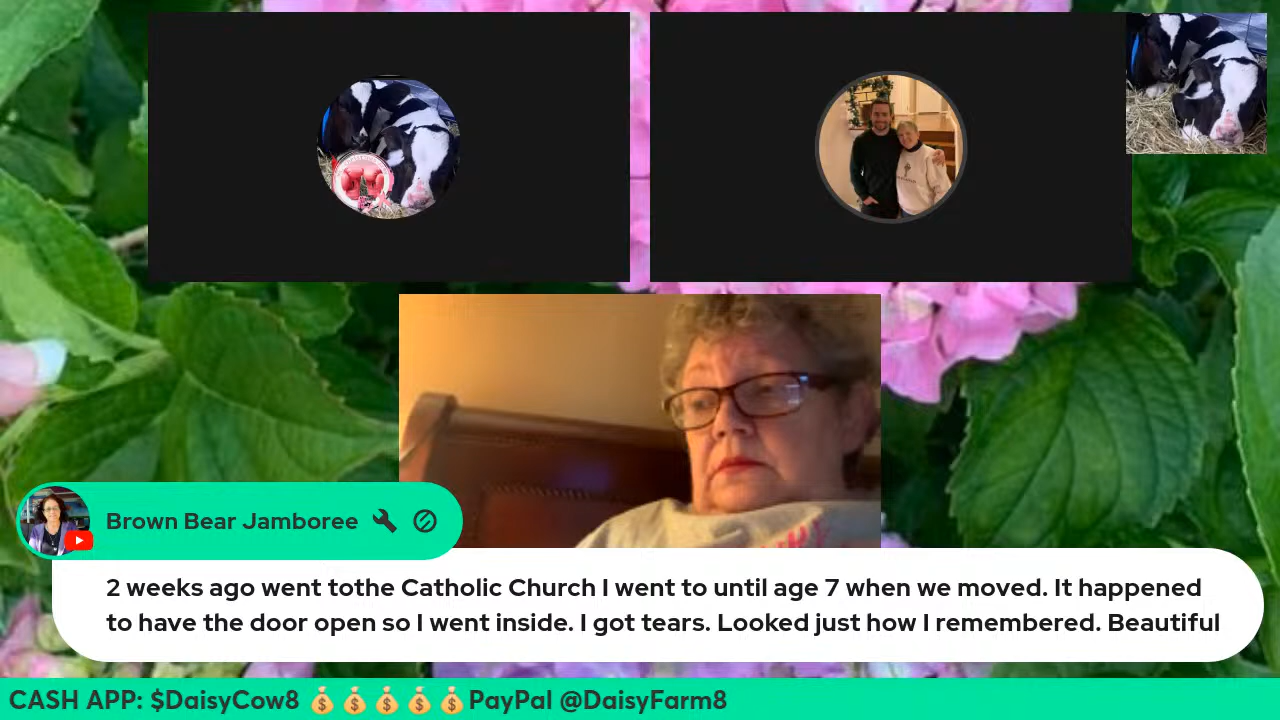 Brown Bear Jamboree
2 weeks ago went tothe Catholic Church I went to until age 7 when we moved. It happened
to have the door open so I went inside. I got tears. Looked just how I remembered. Beautiful
CASH APP: $DaisyCow8 💰💰💰💰💰PayPal @DaisyFarm8